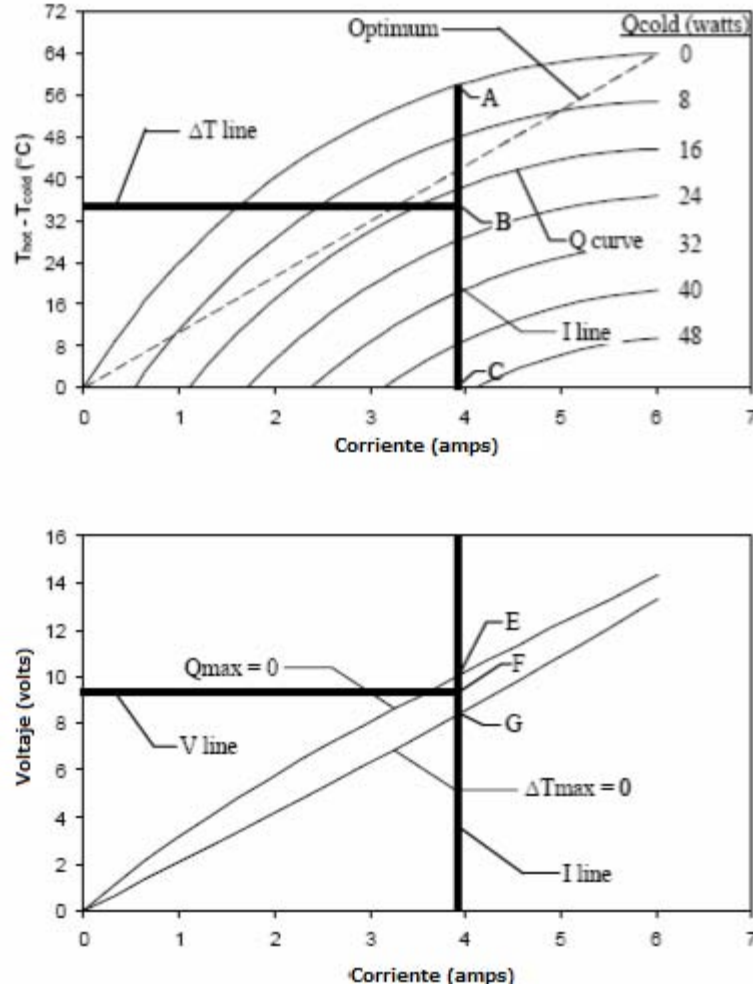 72
64
56
48
40
32
24
16
8
0
T_hot - T_cold (°C)
Optimum
Qcold (watts)
0
8
16
24
32
40
48
ΔT line
A
B
Q curve
I line
C
0 1 2 3 4 5 6 7
Corriente (amps)
16
14
12
10
8
6
4
2
0
Voltaje (volts)
E
Qmax = 0
F
G
V line
ΔTmax = 0
I line
0 1 2 3 4 5 6 7
Corriente (amps)